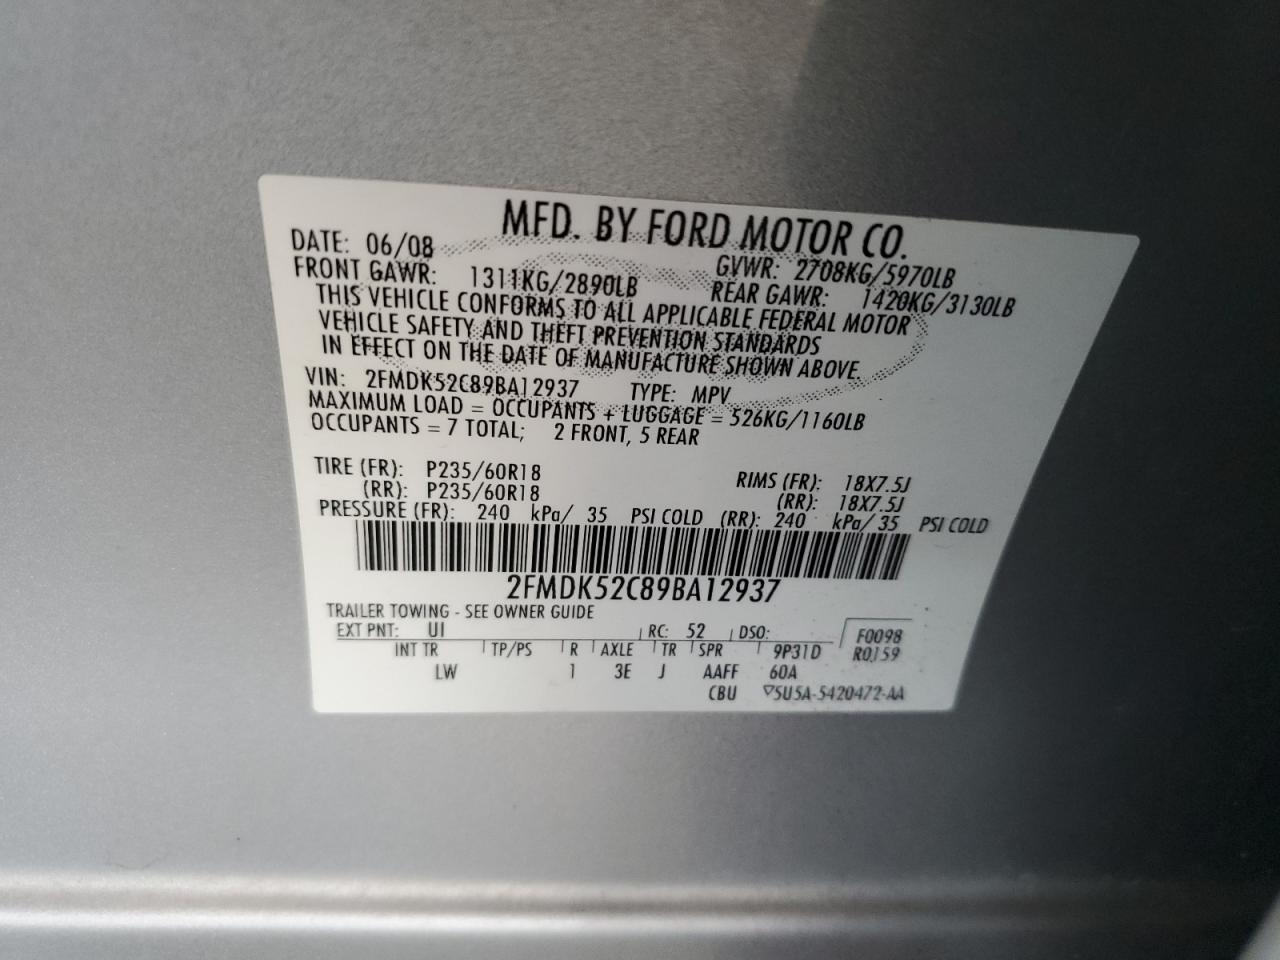 MFD. BY FORD MOTOR CO.
DATE: 06/08 GVWR: 2708KG/5970LB
FRONT GAWR: 1311KG/2890LB REAR GAWR: 1420KG/3130LB
THIS VEHICLE CONFORMS TO ALL APPLICABLE FEDERAL MOTOR
VEHICLE SAFETY AND THEFT PREVENTION STANDARDS
IN EFFECT ON THE DATE OF MANUFACTURE SHOWN ABOVE.
VIN: 2FMDK52C89BA12937 TYPE: MPV
MAXIMUM LOAD = OCCUPANTS + LUGGAGE = 526KG/1160LB
OCCUPANTS = 7 TOTAL; 2 FRONT, 5 REAR
TIRE (FR): P235/60R18 RIMS (FR): 18X7.5J
(RR): P235/60R18 (RR): 18X7.5J
PRESSURE (FR): 240 kPa/ 35 PSI COLD (RR): 240 kPa/ 35 PSI COLD
2FMDK52C89BA12937
TRAILER TOWING - SEE OWNER GUIDE
EXT PNT: UI RC: 52 DSO: F0098
INT TR TP/PS R AXLE TR SPR 9P31D R0159
LW 1 3E J AAFF 60A
CBU ▽5U5A-5420472-AA